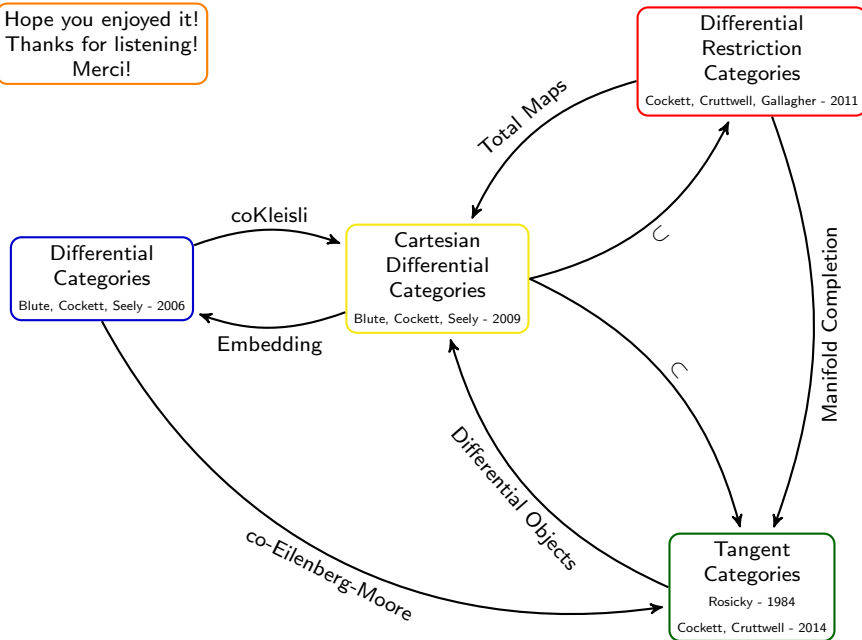 Hope you enjoyed it!
Thanks for listening!
Merci!
Differential
Restriction
Categories
Cockett, Cruttwell, Gallagher - 2011
Total Maps
coKleisli
Cartesian
Differential
Categories
Blute, Cockett, Seely - 2009
Differential
Categories
Blute, Cockett, Seely - 2006
⊂
Manifold Completion
Embedding
⊂
Differential Objects
co-Eilenberg-Moore
Tangent
Categories
Rosicky - 1984
Cockett, Cruttwell - 2014